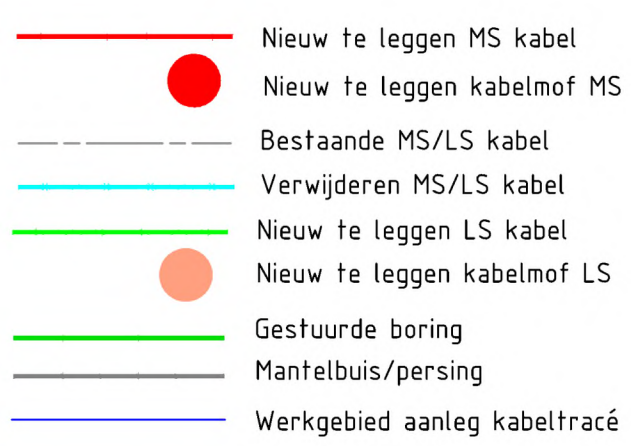 Nieuw te leggen MS kabel
Nieuw te leggen kabelmof MS
Bestaande MS/LS kabel
Verwijderen MS/LS kabel
Nieuw te leggen LS kabel
Nieuw te leggen kabelmof LS
Gestuurde boring
Mantelbuis/persing
Werkgebied aanleg kabeltracé